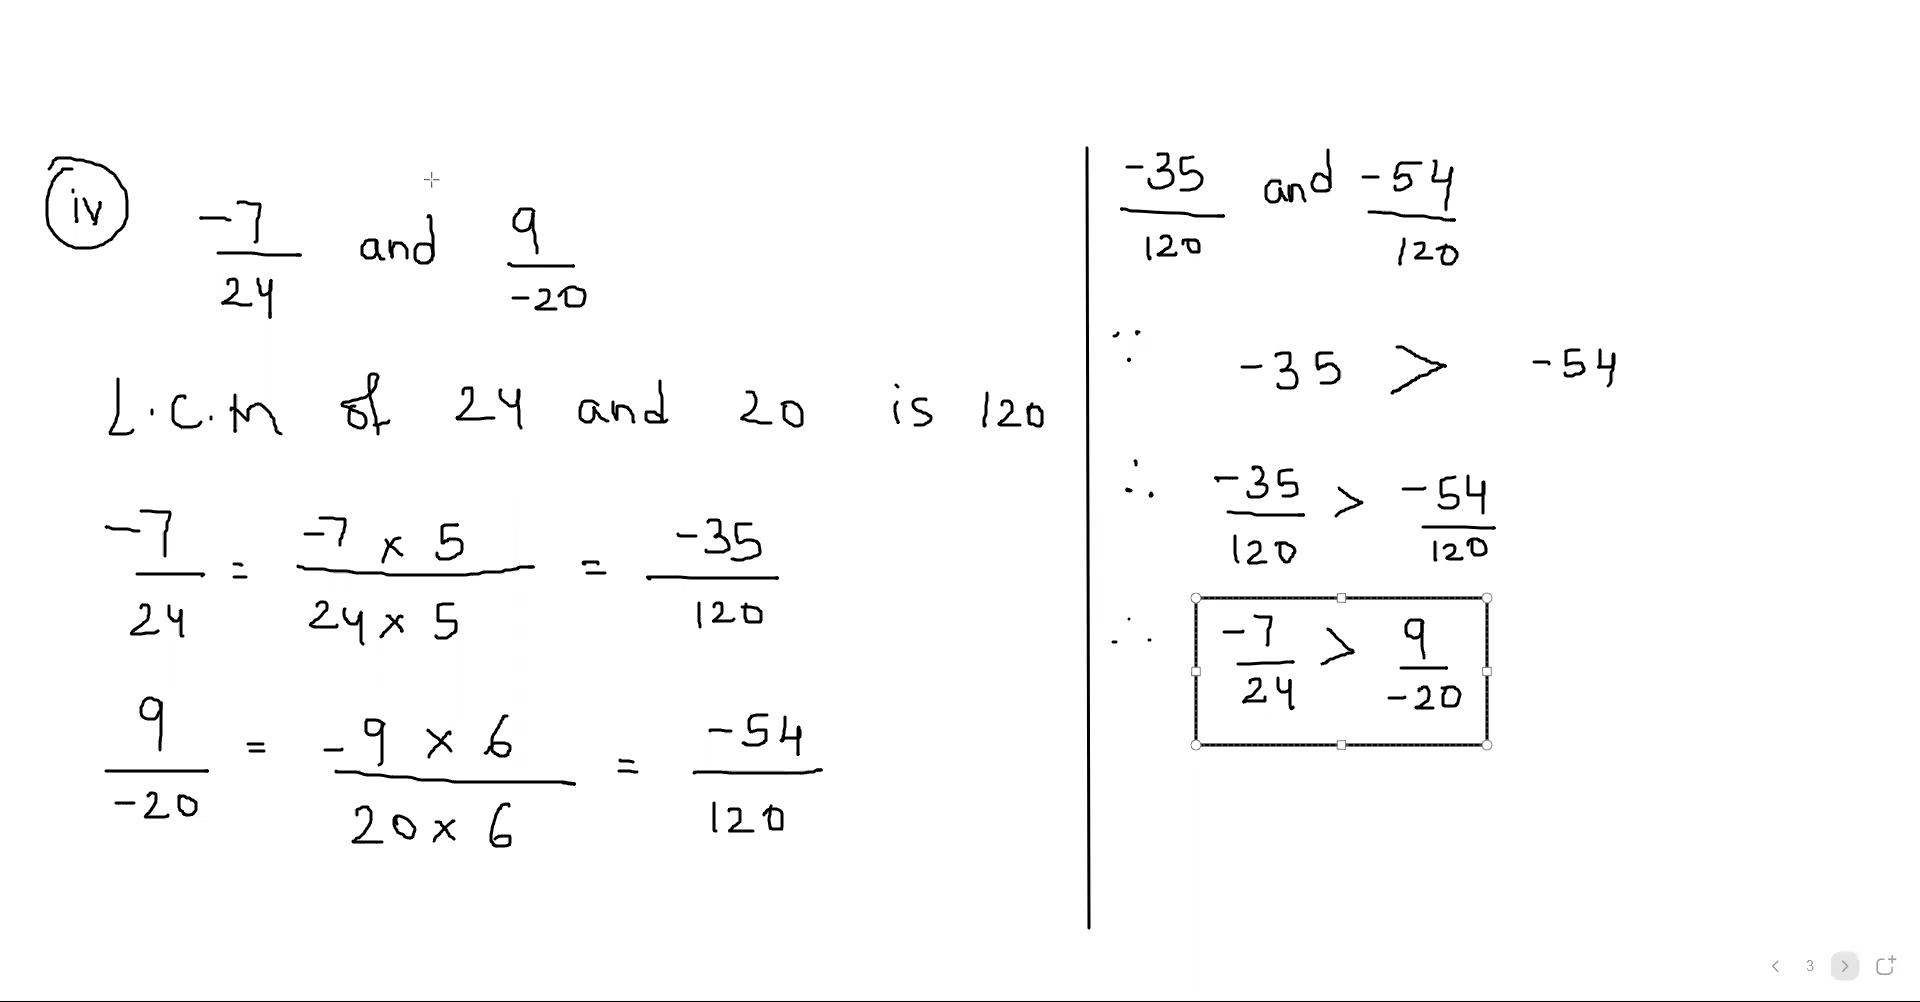 iv -7/24 and 9/-20
L.C.M of 24 and 20 is 120
-7/24 = -7 × 5/24 × 5 = -35/120
9/-20 = -9 × 6/20 × 6 = -54/120
-35/120 and -54/120
∵ -35 > -54
∴ -35/120 > -54/120
∴ -7/24 > 9/-20
3